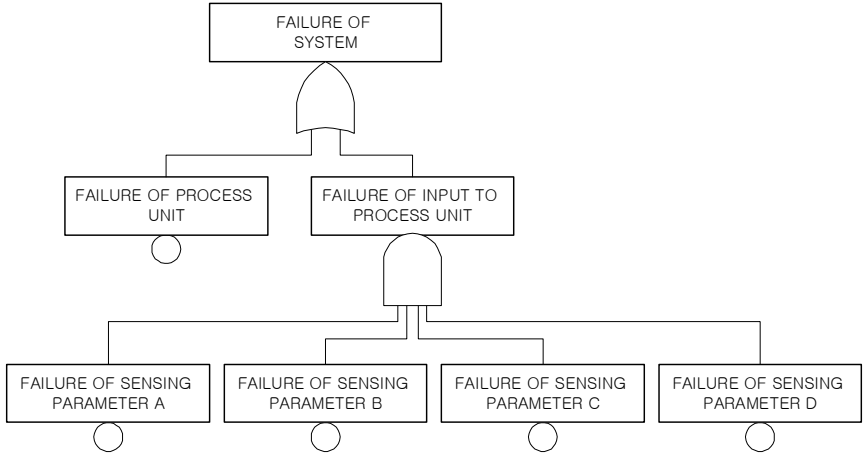 FAILURE OF
SYSTEM
FAILURE OF PROCESS
UNIT
FAILURE OF INPUT TO
PROCESS UNIT
FAILURE OF SENSING
PARAMETER A
FAILURE OF SENSING
PARAMETER B
FAILURE OF SENSING
PARAMETER C
FAILURE OF SENSING
PARAMETER D